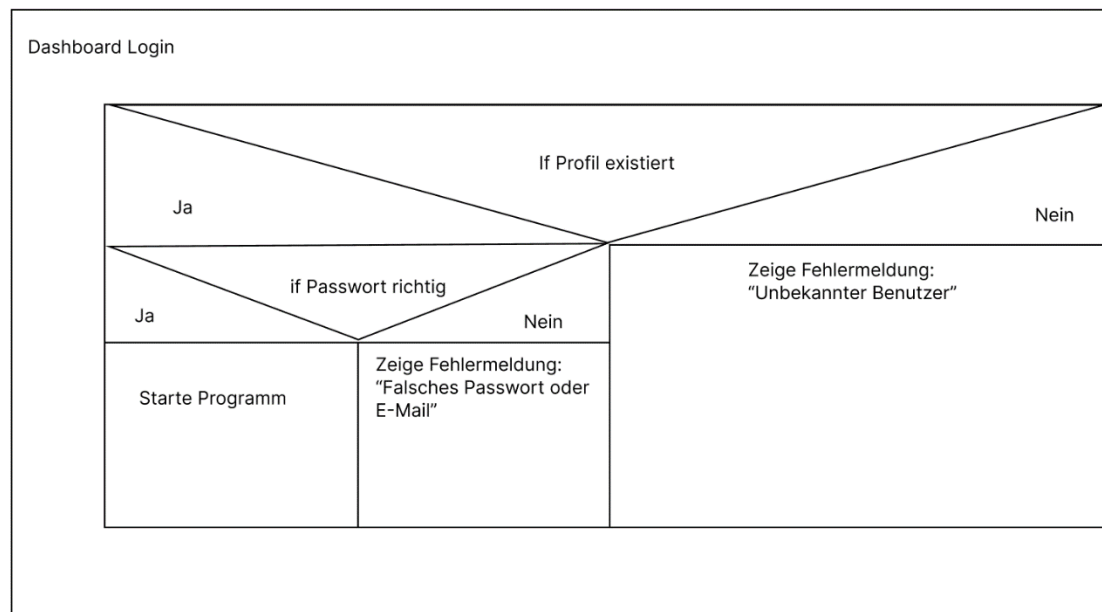 Dashboard Login
If Profil existiert
Ja
Nein
if Passwort richtig
Ja
Nein
Zeige Fehlermeldung:
“Unbekannter Benutzer”
Starte Programm
Zeige Fehlermeldung:
“Falsches Passwort oder
E-Mail”